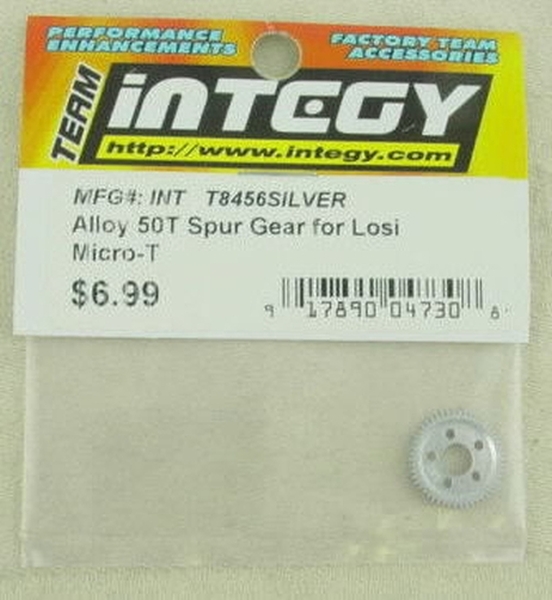 PERFORMANCE
ENHANCEMENTS
FACTORY TEAM
ACCESSORIES
TEAM
iNTEGY
http://www.integy.com
MFG#: INT T8456SILVER
Alloy 50T Spur Gear for Losi
Micro-T
$6.99
9 17890 04730 8